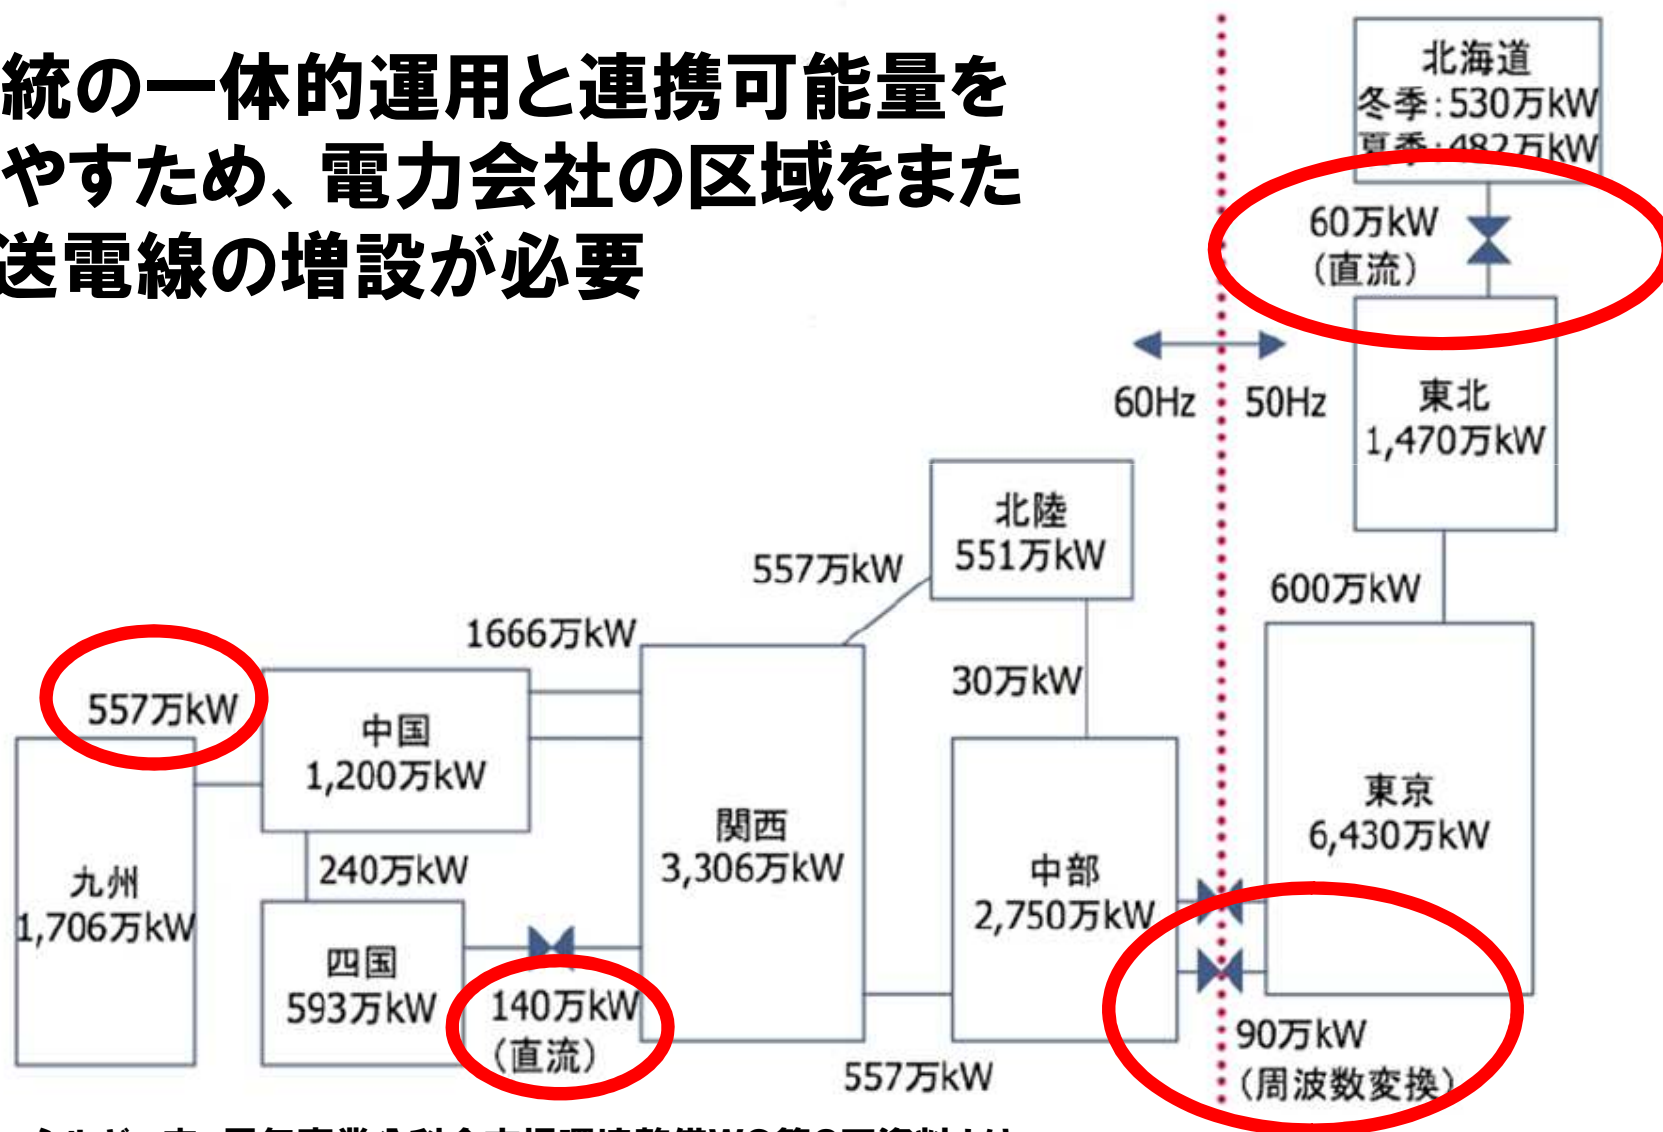 統の一体的運用と連携可能量を
やすため、電力会社の区域をまた
送電線の増設が必要
北海道
冬季:530万kW
夏季:482万kW
60万kW
(直流)
60Hz
50Hz
東北
1,470万kW
北陸
551万kW
557万kW
600万kW
1666万kW
30万kW
557万kW
中国
1,200万kW
関西
3,306万kW
東京
6,430万kW
240万kW
九州
1,706万kW
中部
2,750万kW
四国
593万kW
140万kW
(直流)
90万kW
(周波数変換)
557万kW